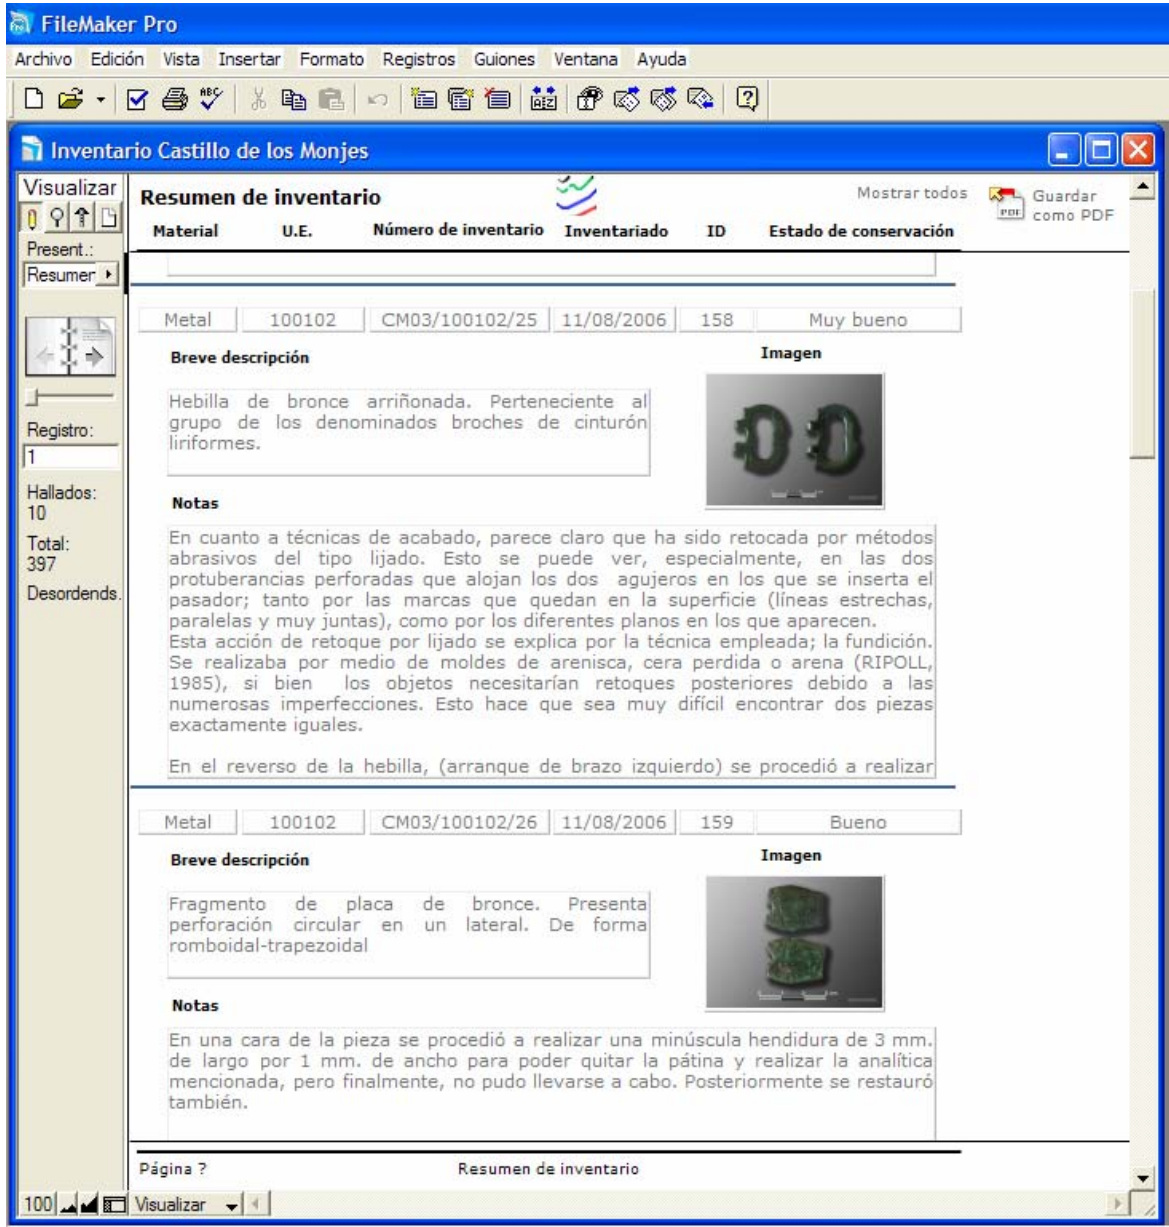 FileMaker Pro
Archivo Edición Vista Insertar Formato Registros Guiones Ventana Ayuda
Inventario Castillo de los Monjes
Visualizar
Present.:
Resumen
Registro:
1
Hallados:
10
Total:
397
Desordends.
Resumen de inventario
Mostrar todos
PDF
Guardar
como PDF
Material U.E. Número de inventario Inventariado ID Estado de conservación
Metal 100102 CM03/100102/25 11/08/2006 158 Muy bueno
Breve descripción
Imagen
Hebilla de bronce arriñonada. Perteneciente al
grupo de los denominados broches de cinturón
liriformes.
Notas
En cuanto a técnicas de acabado, parece claro que ha sido retocada por métodos
abrasivos del tipo lijado. Esto se puede ver, especialmente, en las dos
protuberancias perforadas que alojan los dos agujeros en los que se inserta el
pasador; tanto por las marcas que quedan en la superficie (líneas estrechas,
paralelas y muy juntas), como por los diferentes planos en los que aparecen.
Esta acción de retoque por lijado se explica por la técnica empleada; la fundición.
Se realizaba por medio de moldes de arenisca, cera perdida o arena (RIPOLL,
1985), si bien los objetos necesitarían retoques posteriores debido a las
numerosas imperfecciones. Esto hace que sea muy difícil encontrar dos piezas
exactamente iguales.
En el reverso de la hebilla, (arranque de brazo izquierdo) se procedió a realizar
Metal 100102 CM03/100102/26 11/08/2006 159 Bueno
Breve descripción
Imagen
Fragmento de placa de bronce. Presenta
perforación circular en un lateral. De forma
romboidal-trapezoidal
Notas
En una cara de la pieza se procedió a realizar una minúscula hendidura de 3 mm.
de largo por 1 mm. de ancho para poder quitar la pátina y realizar la analítica
mencionada, pero finalmente, no pudo llevarse a cabo. Posteriormente se restauró
también.
Página ? Resumen de inventario
100 Visualizar